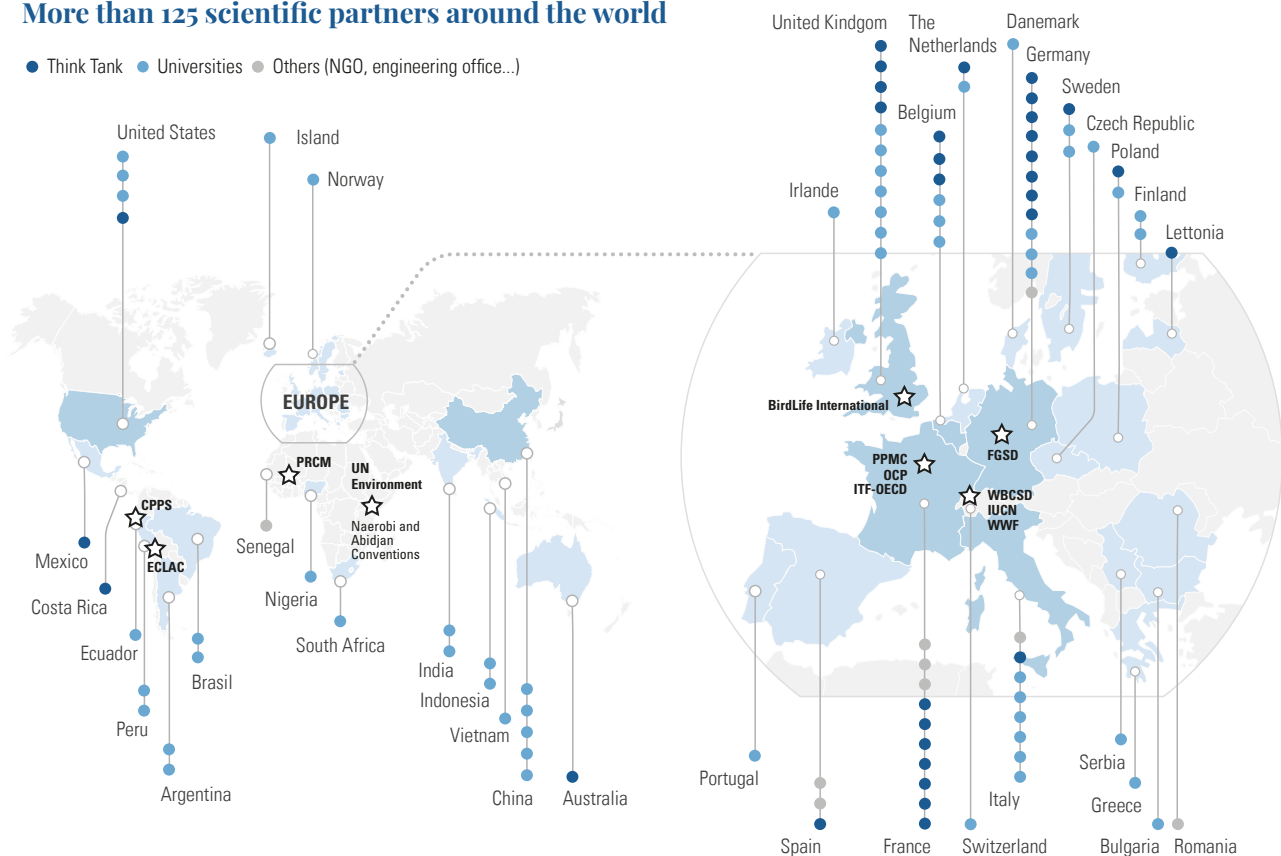 More than 125 scientific partners around the world
Think Tank
Universities
Others (NGO, engineering office...)
United States
Island
Norway
EUROPE
PRCM
UN
Environment
Naerobi and
Abidjan
Conventions
CPPS
ECLAC
Mexico
Costa Rica
Ecuador
Peru
Argentina
Brasil
Senegal
Nigeria
South Africa
India
Indonesia
Vietnam
China
Australia
United Kindgom
The
Netherlands
Danemark
Germany
Sweden
Belgium
Czech Republic
Poland
Irlande
Finland
Lettonia
BirdLife International
PPMC
OCP
ITF-OECD
FGSD
WBCSD
IUCN
WWF
Portugal
Spain
France
Switzerland
Italy
Serbia
Greece
Bulgaria
Romania